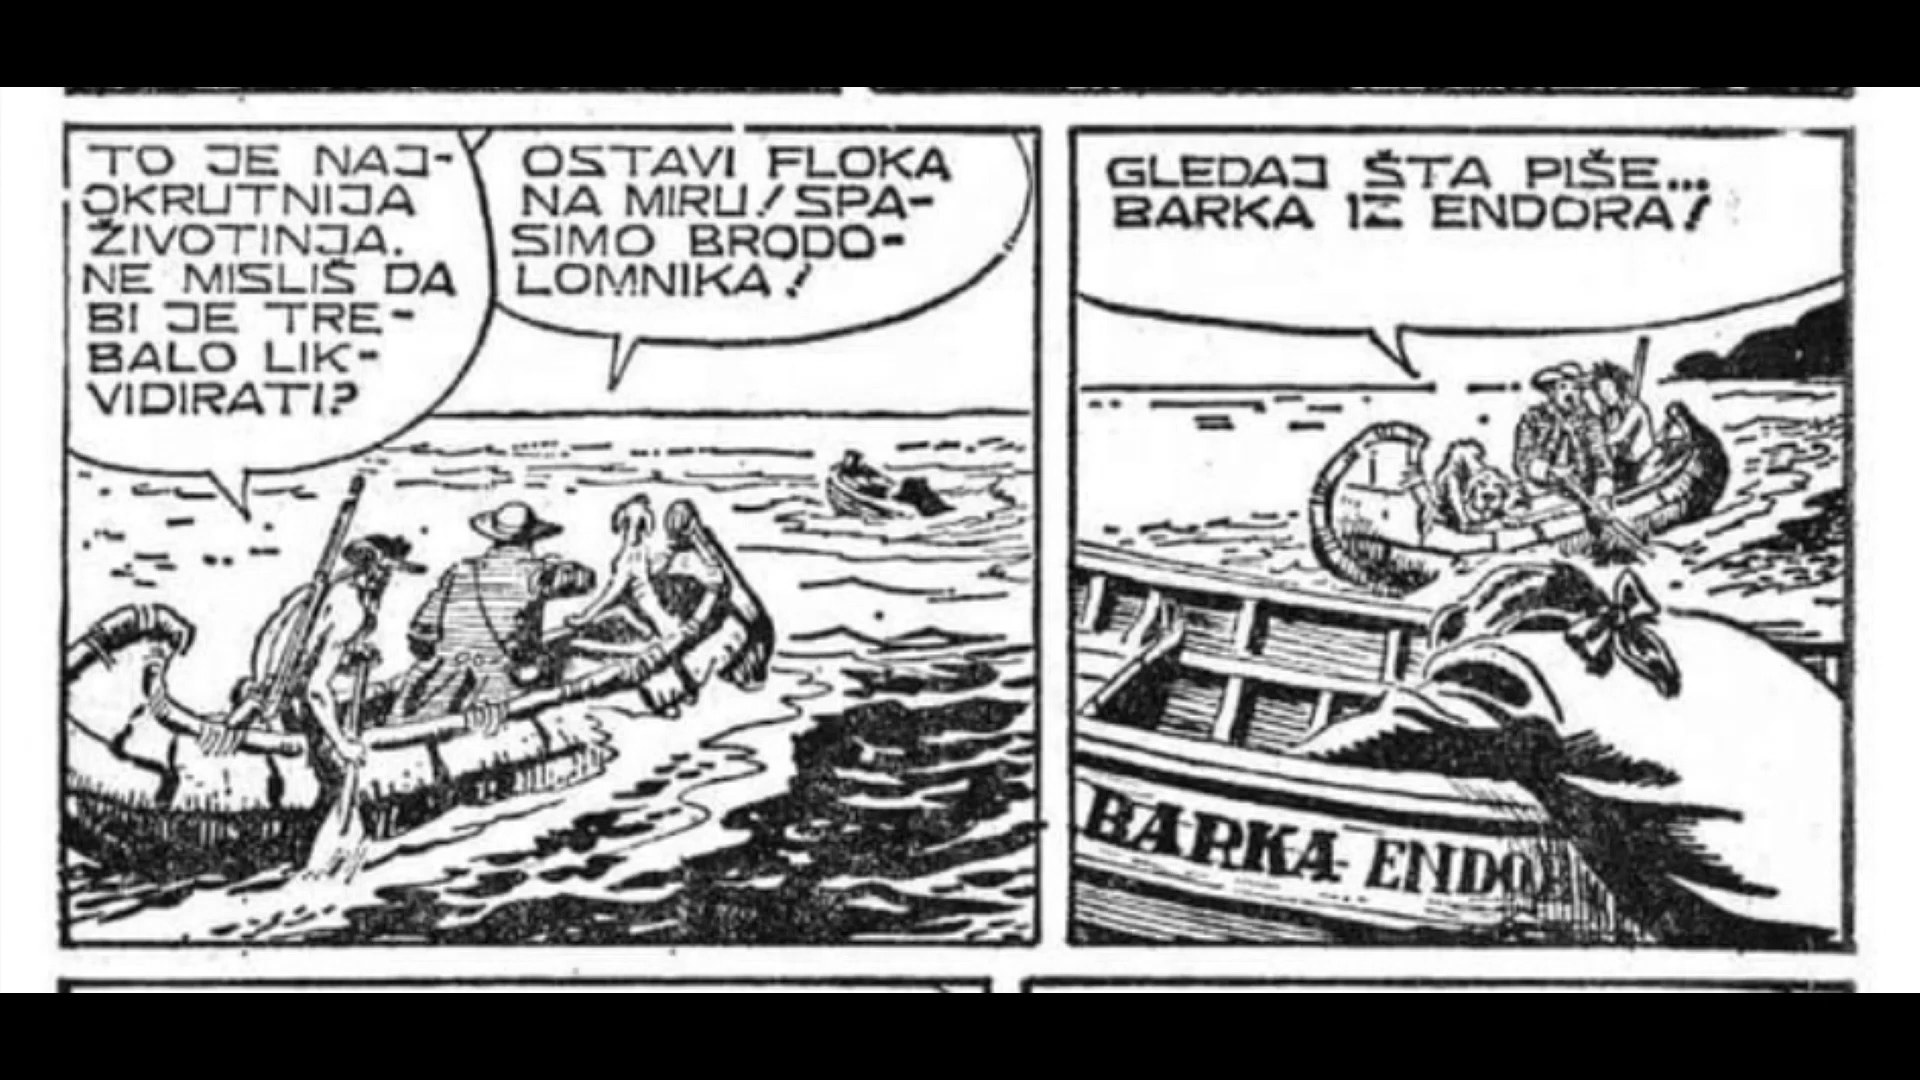 TO JE NAJ-
OKRUTNIJA
ŽIVOTINJA.
NE MISLIŠ DA
BI JE TRE-
BALO LIK-
VIDIRATI?
OSTAVI FLOKA
NA MIRU! SPA-
SIMO BRODO-
LOMNIKA!
GLEDAJ ŠTA PIŠE...
BARKA IZ ENDORA!
BARKA ENDO